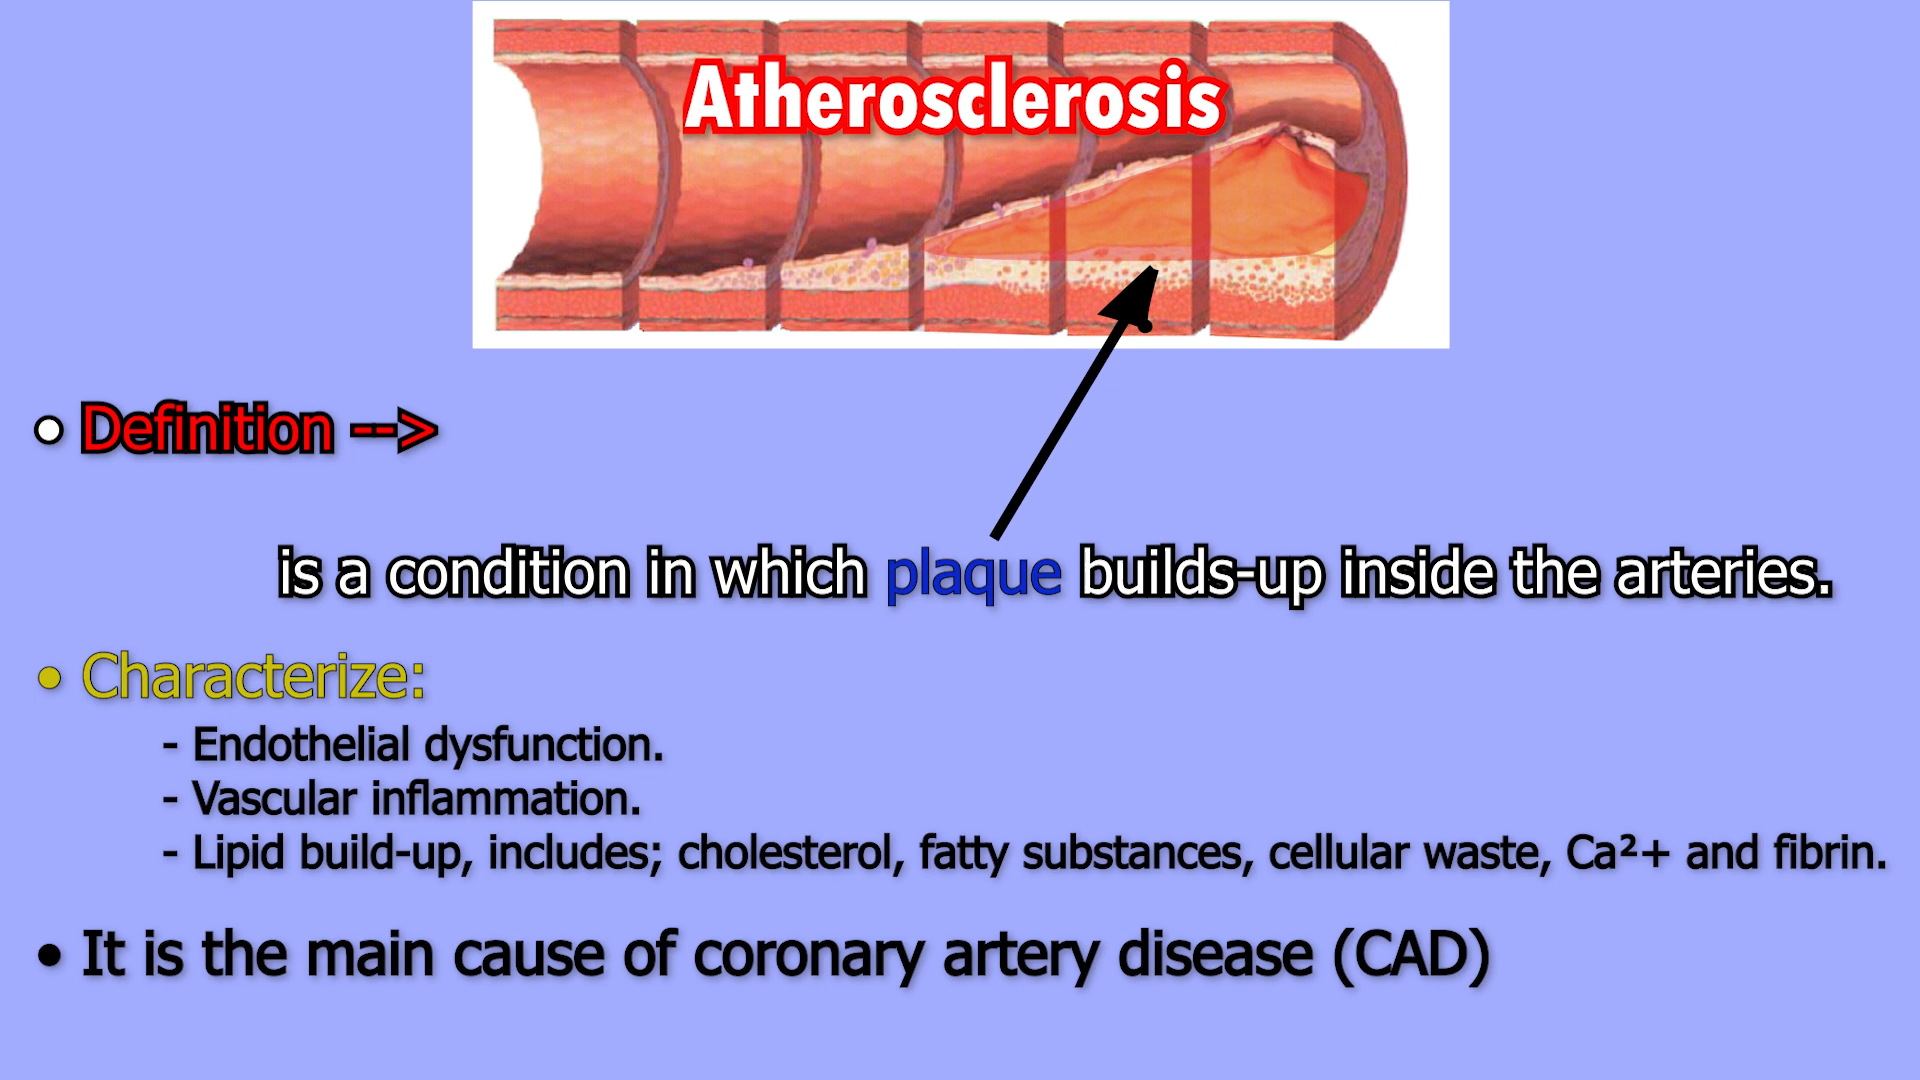 Atherosclerosis
• Definition -->
is a condition in which plaque builds-up inside the arteries.
• Characterize:
- Endothelial dysfunction.
- Vascular inflammation.
- Lipid build-up, includes; cholesterol, fatty substances, cellular waste, Ca²+ and fibrin.
• It is the main cause of coronary artery disease (CAD)